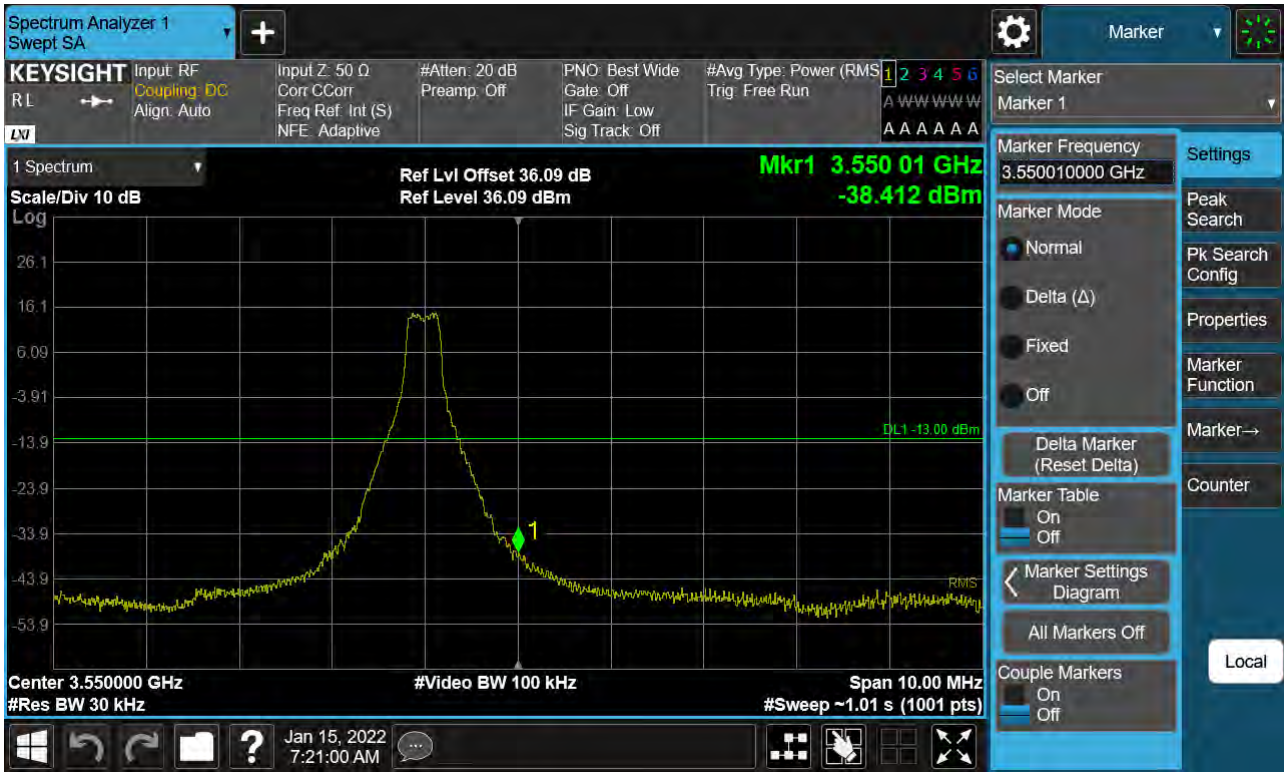 Spectrum Analyzer 1
Swept SA
+
Marker
KEYSIGHT
RL
LXI
Input: RF
Coupling: DC
Align: Auto
Input Z: 50 Ω
Corr CCorr
Freq Ref: Int (S)
NFE: Adaptive
#Atten: 20 dB
Preamp: Off
PNO: Best Wide
Gate: Off
IF Gain: Low
Sig Track: Off
#Avg Type: Power (RMS
Trig: Free Run
1 2 3 4 5 6
A W W W W W
A A A A A A
Select Marker
Marker 1
1 Spectrum
Scale/Div 10 dB
Log
Ref Lvl Offset 36.09 dB
Ref Level 36.09 dBm
Mkr1 3.550 01 GHz
-38.412 dBm
26.1
16.1
6.09
-3.91
-13.9
-23.9
-33.9
-43.9
-53.9
DL1 -13.00 dBm
1
RMS
Center 3.550000 GHz
#Res BW 30 kHz
#Video BW 100 kHz
Span 10.00 MHz
#Sweep ~1.01 s (1001 pts)
Marker Frequency
3.550010000 GHz
Marker Mode
Normal
Delta (Δ)
Fixed
Off
Delta Marker
(Reset Delta)
Marker Table
On
Off
Marker Settings
Diagram
All Markers Off
Couple Markers
On
Off
Settings
Peak
Search
Pk Search
Config
Properties
Marker
Function
Marker→
Counter
Local
?
Jan 15, 2022
7:21:00 AM